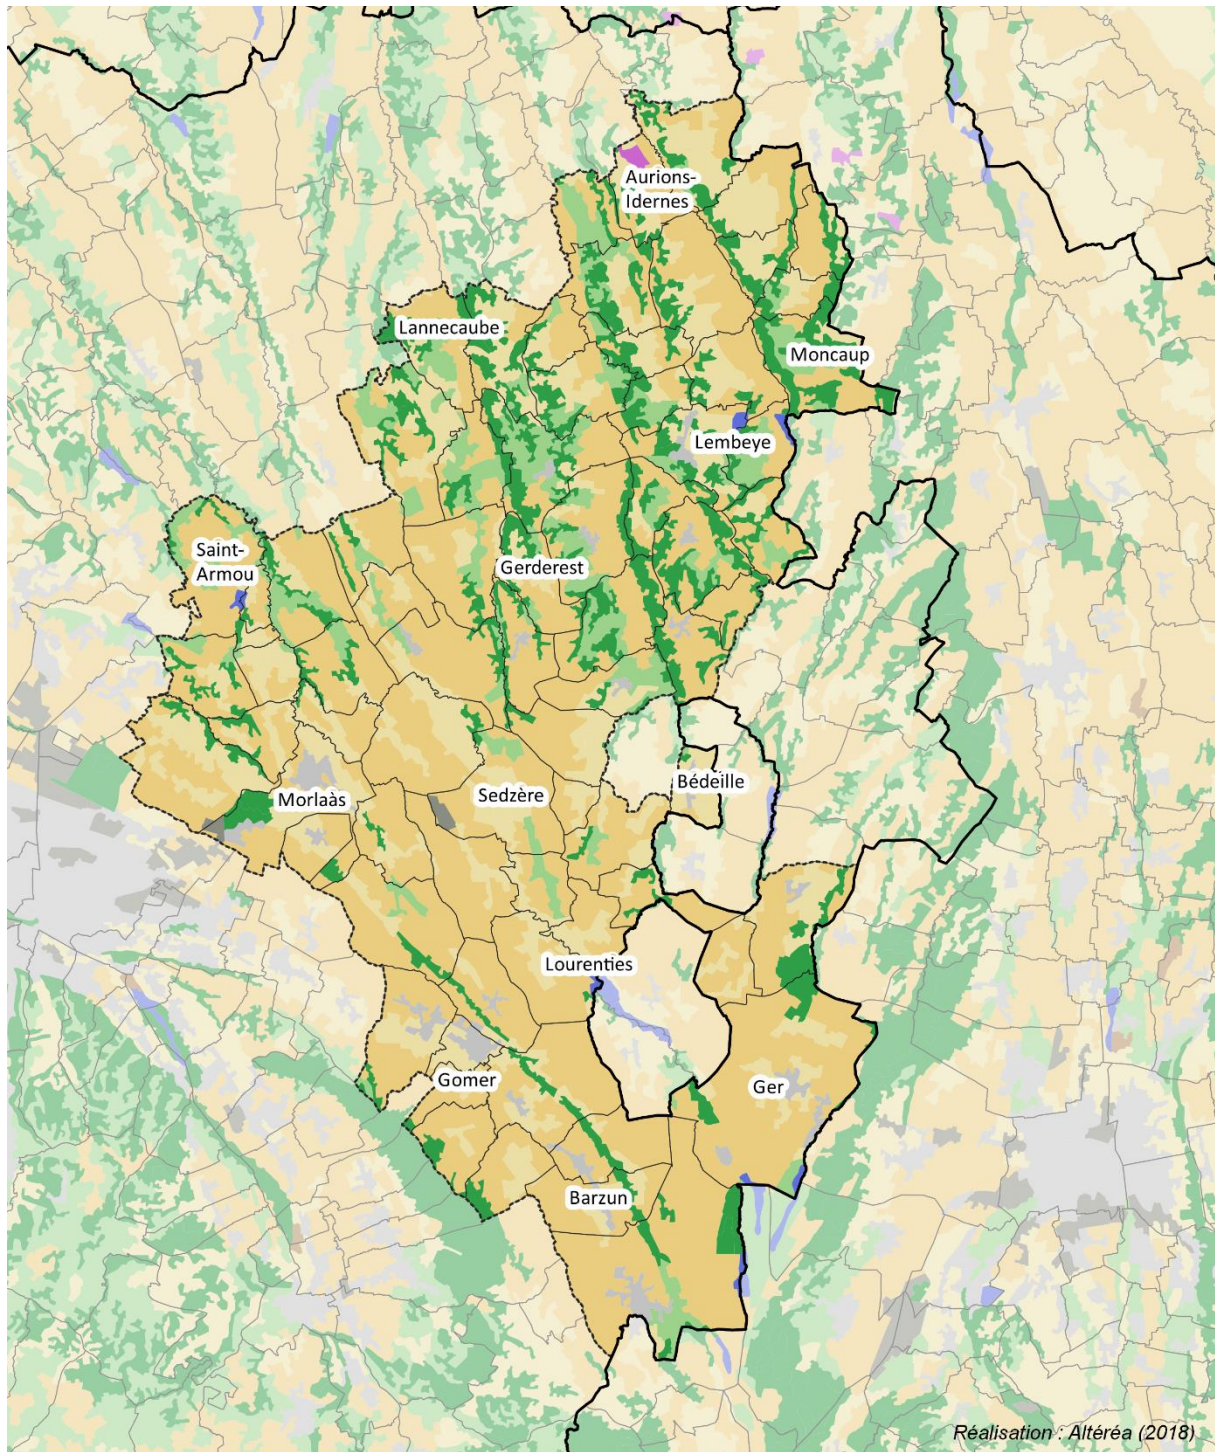 Aurions-
Idernes
Lannecaube
Moncaup
Lembeye
Saint-
Armou
Gerderest
Bédeille
Morlaàs
Sedzère
Lourenties
Gomer
Ger
Barzun
Réalisation : Altéréa (2018)